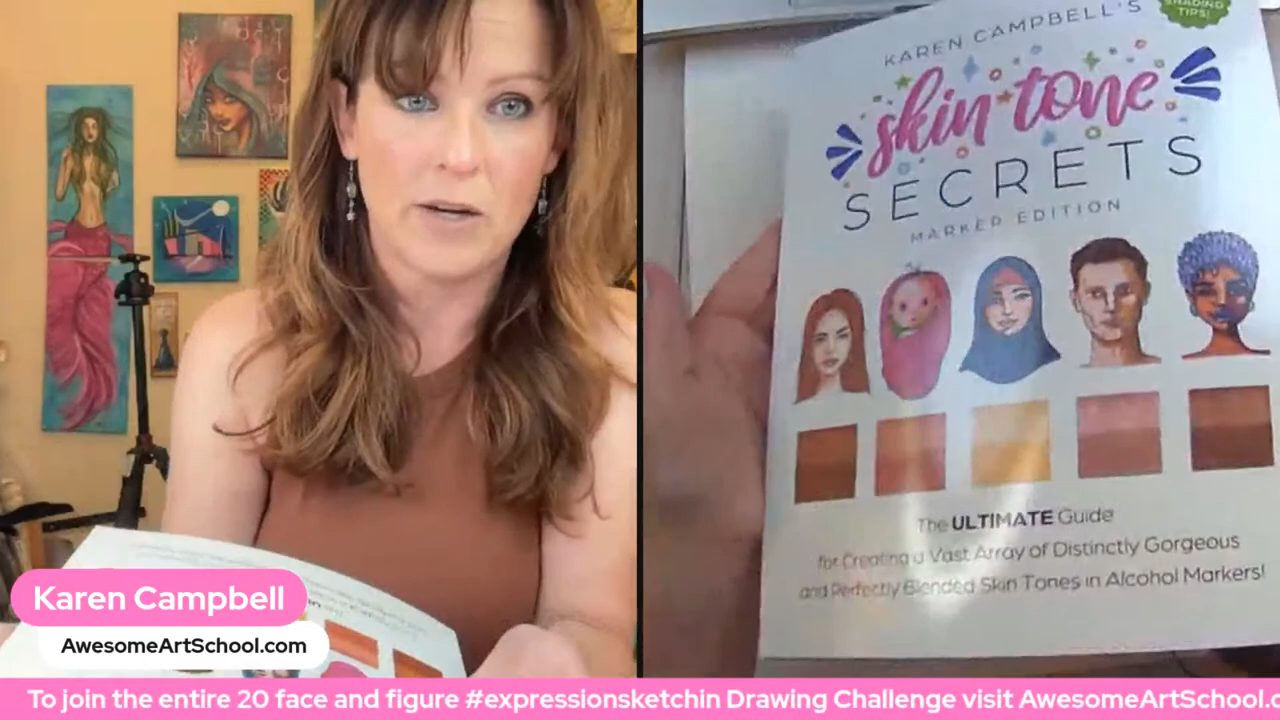 Karen Campbell
AwesomeArtSchool.com
SHADING
TIPS!
KAREN CAMPBELL'S
skin tone
SECRETS
MARKER EDITION
The ULTIMATE Guide
for Creating a Vast Array of Distinctly Gorgeous
and Perfectly Blended Skin Tones in Alcohol Markers!
To join the entire 20 face and figure #expressionsketchin Drawing Challenge visit AwesomeArtSchool.c